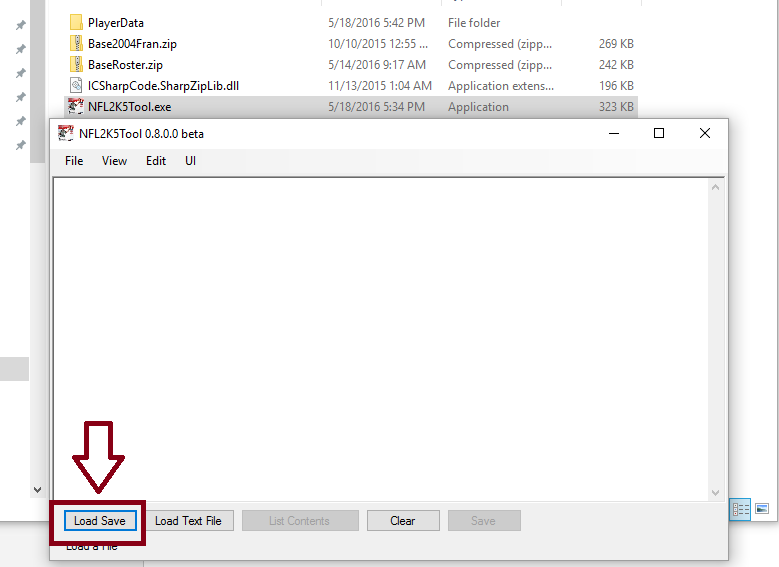 PlayerData 5/18/2016 5:42 PM File folder
Base2004Fran.zip 10/10/2015 12:55 ... Compressed (zipp... 269 KB
BaseRoster.zip 5/14/2016 9:17 AM Compressed (zipp... 242 KB
ICSharpCode.SharpZipLib.dll 11/13/2015 1:04 AM Application extens... 196 KB
NFL2K5Tool.exe 5/18/2016 5:34 PM Application 323 KB
NFL2K5Tool 0.8.0.0 beta
File View Edit UI
Load Save Load Text File List Contents Clear Save
Load a File